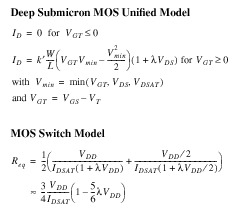 Deep Submicron MOS Unified Model
I_D = 0 for V_GT ≤ 0
I_D = k' W/L (V_GT V_min − V_min^2/2)(1 + λV_DS) for V_GT ≥ 0
with V_min = min(V_GT, V_DS, V_DSAT)
and V_GT = V_GS − V_T
MOS Switch Model
R_eq = 1/2 (V_DD/(I_DSAT(1 + λV_DD)) + (V_DD/2)/(I_DSAT(1 + λV_DD/2)))
≈ 3/4 V_DD/I_DSAT (1 − 5/6 λV_DD)